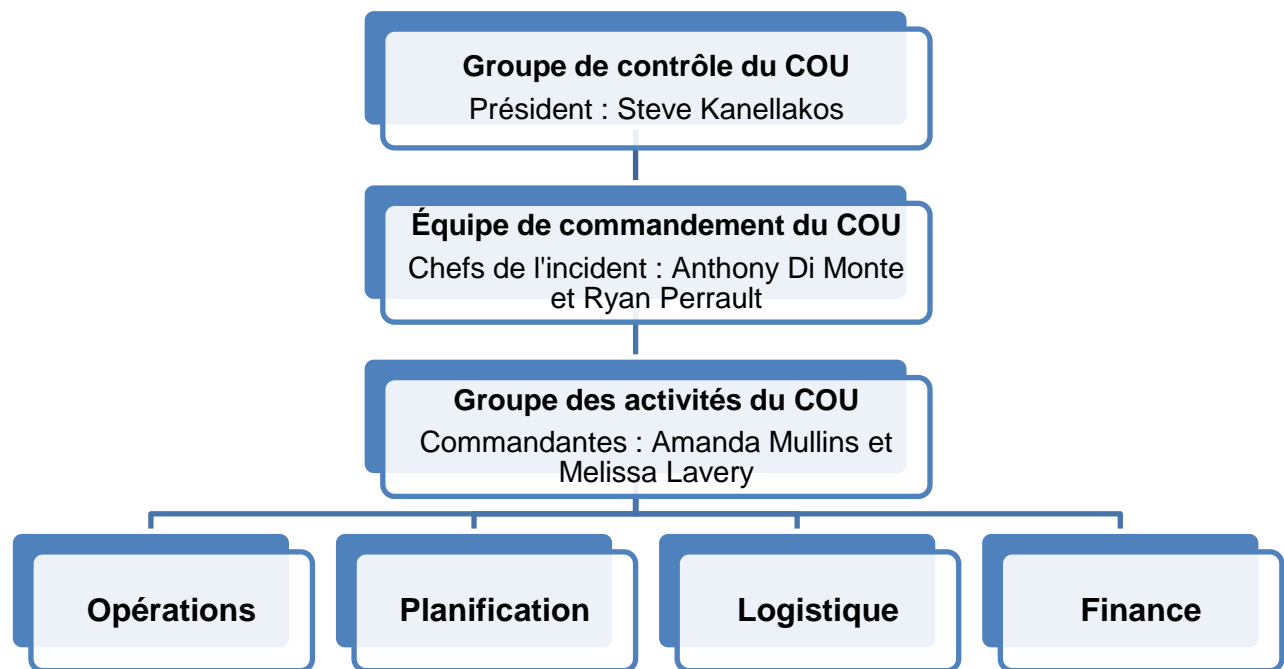 Groupe de contrôle du COU
Président : Steve Kanellakos
Équipe de commandement du COU
Chefs de l'incident : Anthony Di Monte
et Ryan Perrault
Groupe des activités du COU
Commandantes : Amanda Mullins et
Melissa Lavery
Opérations
Planification
Logistique
Finance